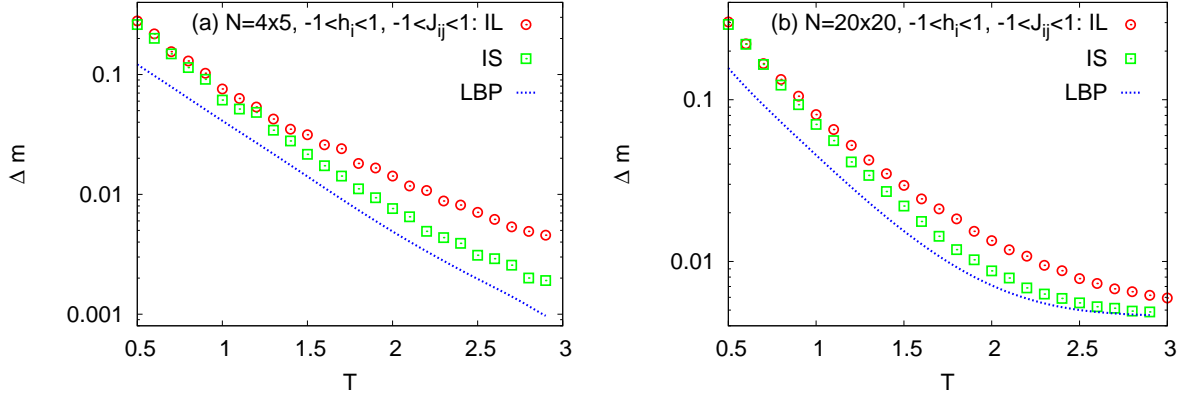 (a) N=4x5, -1<h_i<1, -1<J_ij<1: IL
IS
LBP
0.1
0.01
0.001
Δ m
0.5 1 1.5 2 2.5 3
T
(b) N=20x20, -1<h_i<1, -1<J_ij<1: IL
IS
LBP
0.1
0.01
Δ m
0.5 1 1.5 2 2.5 3
T